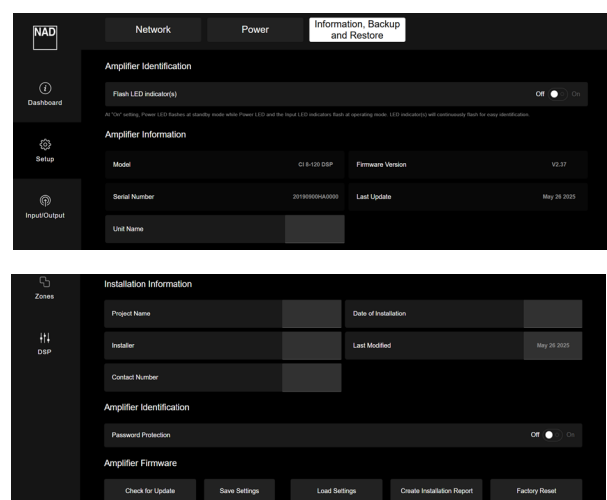 NAD
Network
Power
Information, Backup
and Restore
Amplifier Identification
Dashboard
Flash LED indicator(s)
Off
On
At "On" setting, Power LED flashes at standby mode while Power LED and the Input LED indicators flash at operating mode. LED indicator(s) will continuously flash for easy identification.
Amplifier Information
Setup
Model
CI 8-120 DSP
Firmware Version
V2.37
Serial Number
20190900HA0000
Last Update
May 26 2025
Input/Output
Unit Name
Zones
Installation Information
Project Name
Date of Installation
DSP
Installer
Last Modified
May 26 2025
Contact Number
Amplifier Identification
Password Protection
Off
On
Amplifier Firmware
Check for Update
Save Settings
Load Settings
Create Installation Report
Factory Reset